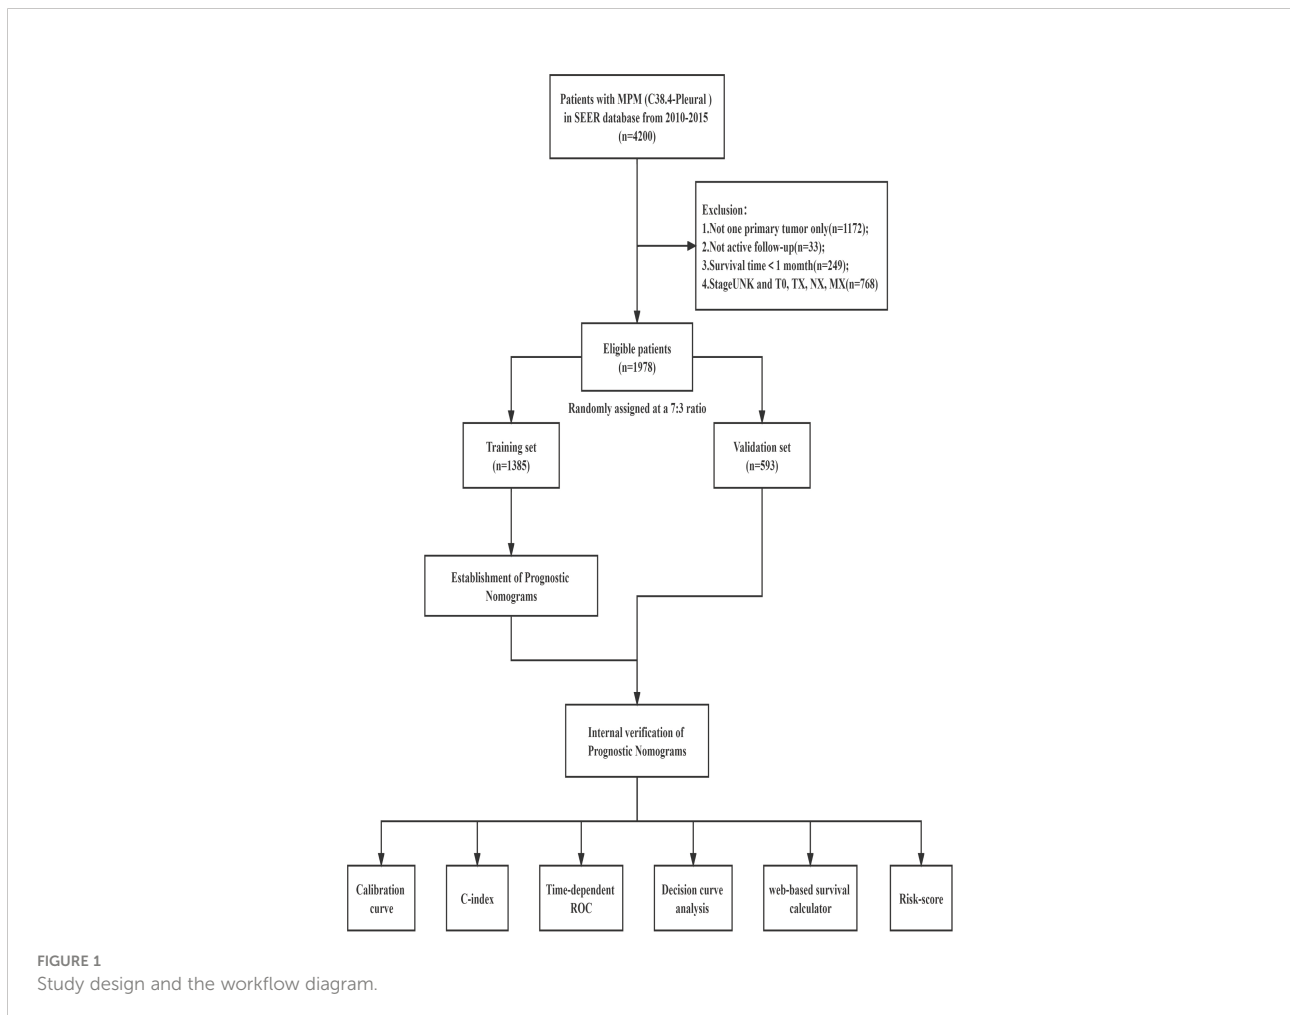 Patients with MPM (C38.4-Pleural )
in SEER database from 2010-2015
(n=4200)
Exclusion:
1.Not one primary tumor only(n=1172);
2.Not active follow-up(n=33);
3.Survival time < 1 momth(n=249);
4.StageUNK and T0, TX, NX, MX(n=768)
Eligible patients
(n=1978)
Randomly assigned at a 7:3 ratio
Training set
(n=1385)
Validation set
(n=593)
Establishment of Prognostic
Nomograms
Internal verification of
Prognostic Nomograms
Calibration
curve
C-index
Time-dependent
ROC
Decision curve
analysis
web-based survival
calculator
Risk-score
FIGURE 1
Study design and the workflow diagram.